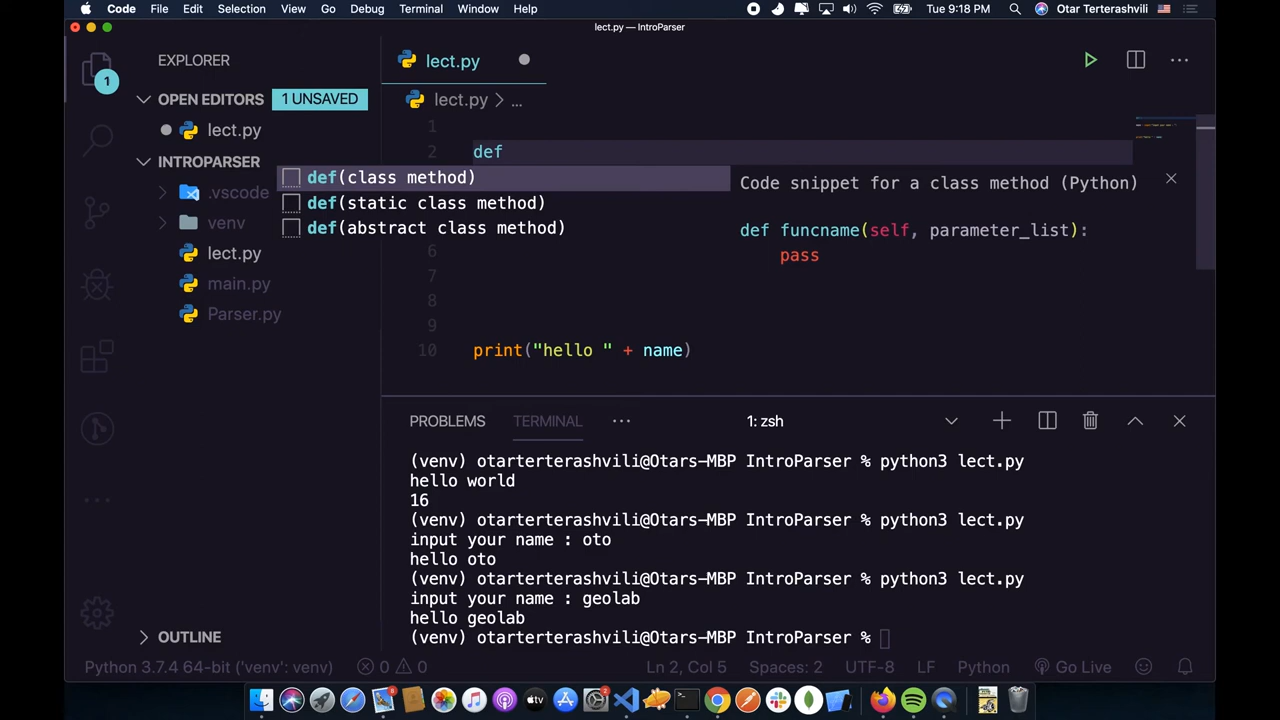 Code File Edit Selection View Go Debug Terminal Window Help Tue 9:18 PM Otar Terterashvili
lect.py — IntroParser
EXPLORER
lect.py
OPEN EDITORS 1 UNSAVED
lect.py > ...
1
lect.py
1
INTROPARSER
2 def
.vscode
def(class method)
def(static class method)
def(abstract class method)
Code snippet for a class method (Python)
def funcname(self, parameter_list):
pass
venv
lect.py
main.py
Parser.py
6
7
8
9
10 print("hello " + name)
PROBLEMS TERMINAL ... 1: zsh
(venv) otarterterashvili@Otars-MBP IntroParser % python3 lect.py
hello world
16
(venv) otarterterashvili@Otars-MBP IntroParser % python3 lect.py
input your name : oto
hello oto
(venv) otarterterashvili@Otars-MBP IntroParser % python3 lect.py
input your name : geolab
hello geolab
(venv) otarterterashvili@Otars-MBP IntroParser %
OUTLINE
Python 3.7.4 64-bit ('venv': venv) 0 0 Ln 2, Col 5 Spaces: 2 UTF-8 LF Python Go Live